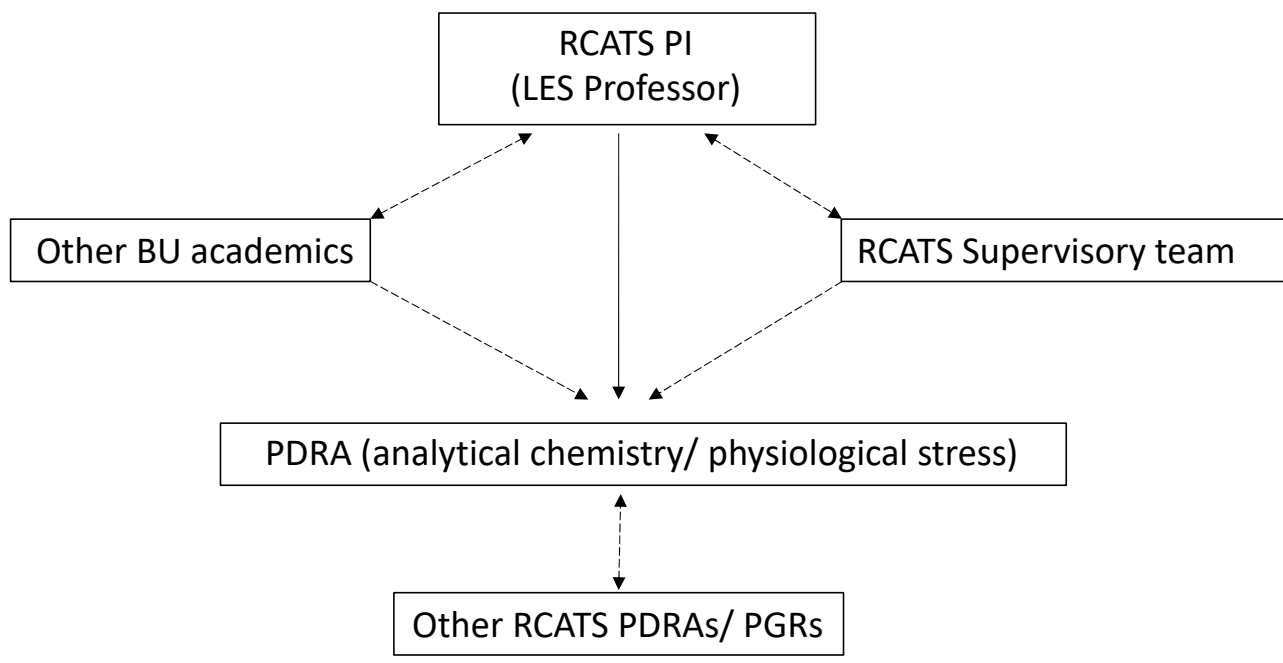 RCATS PI
(LES Professor)
Other BU academics
RCATS Supervisory team
PDRA (analytical chemistry/ physiological stress)
Other RCATS PDRAs/ PGRs